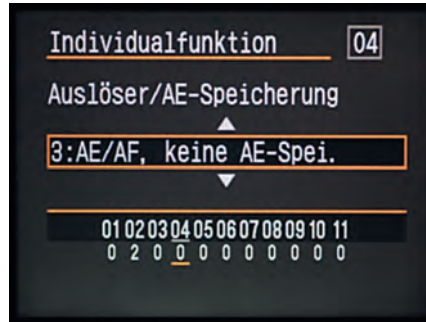 Individualfunktion 04
Auslöser/AE-Speicherung
3:AE/AF, keine AE-Spei.
01 02 03 04 05 06 07 08 09 10 11
0 2 0 0 0 0 0 0 0 0 0